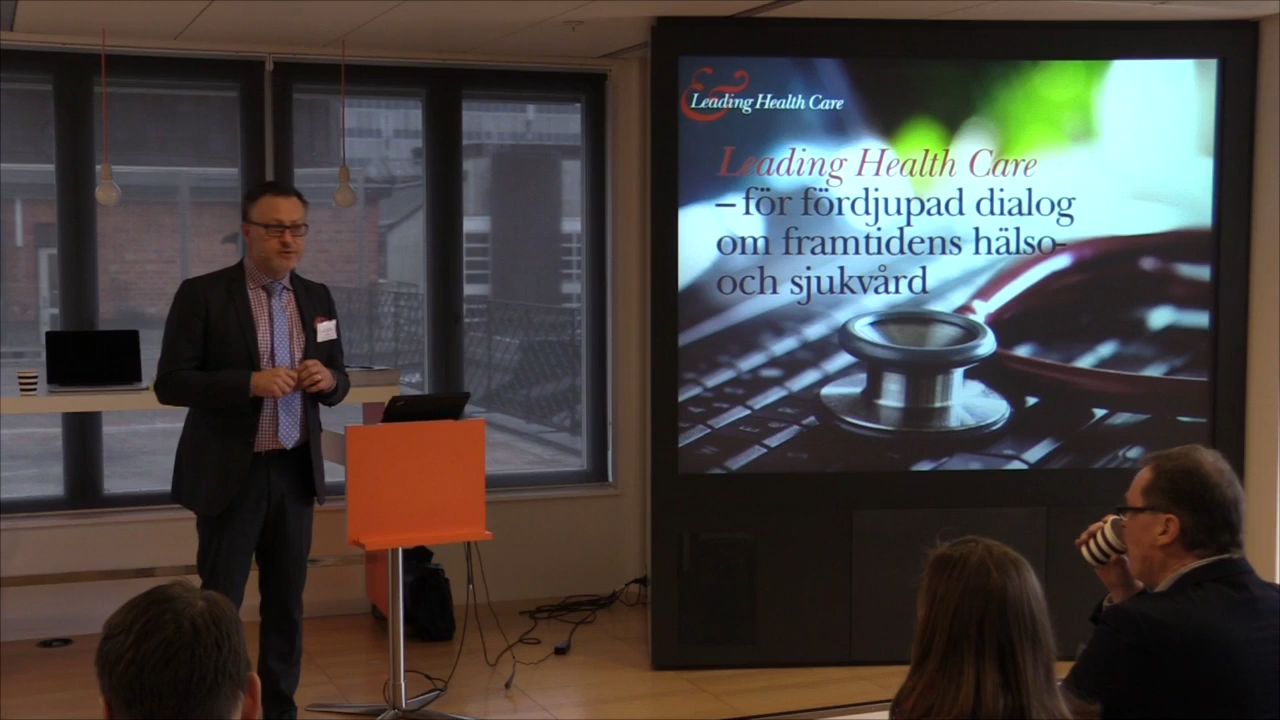 &
Leading Health Care
Leading Health Care
– för fördjupad dialog
om framtidens hälso-
och sjukvård